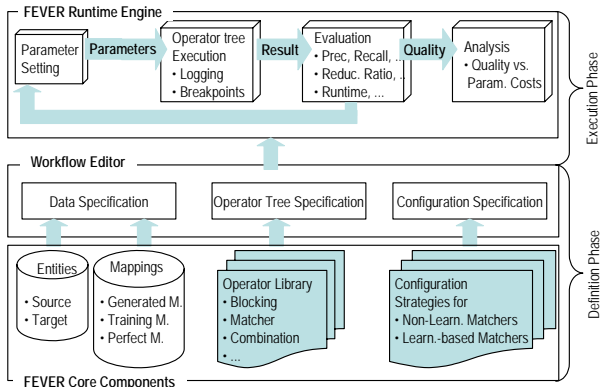 FEVER Runtime Engine
Parameter
Setting
Parameters
Operator tree
Execution
• Logging
• Breakpoints
Result
Evaluation
• Prec, Recall, ...
• Reduc. Ratio, ..
• Runtime, ...
Quality
Analysis
• Quality vs.
Param. Costs
Execution Phase
Workflow Editor
Data Specification
Operator Tree Specification
Configuration Specification
Definition Phase
Entities
• Source
• Target
Mappings
• Generated M.
• Training M.
• Perfect M.
Operator Library
• Blocking
• Matcher
• Combination
• ...
Configuration
Strategies for
• Non-Learn. Matchers
• Learn.-based Matchers
FEVER Core Components